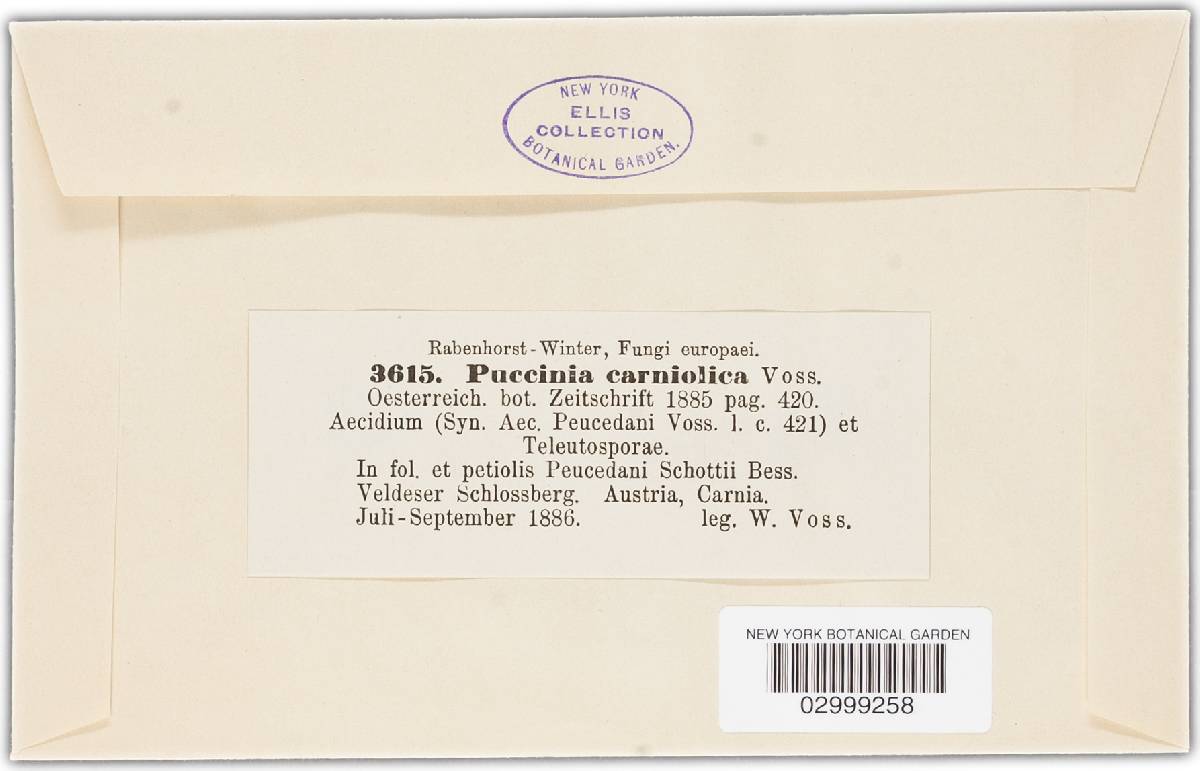 NEW YORK
ELLIS
COLLECTION
BOTANICAL GARDEN.
Rabenhorst-Winter, Fungi europaei.
3615. Puccinia carniolica Voss.
Oesterreich. bot. Zeitschrift 1885 pag. 420.
Aecidium (Syn. Aec. Peucedani Voss. l. c. 421) et
Teleutosporae.
In fol. et petiolis Peucedani Schottii Bess.
Veldeser Schlossberg. Austria, Carnia.
Juli-September 1886. leg. W. Voss.
NEW YORK BOTANICAL GARDEN
02999258